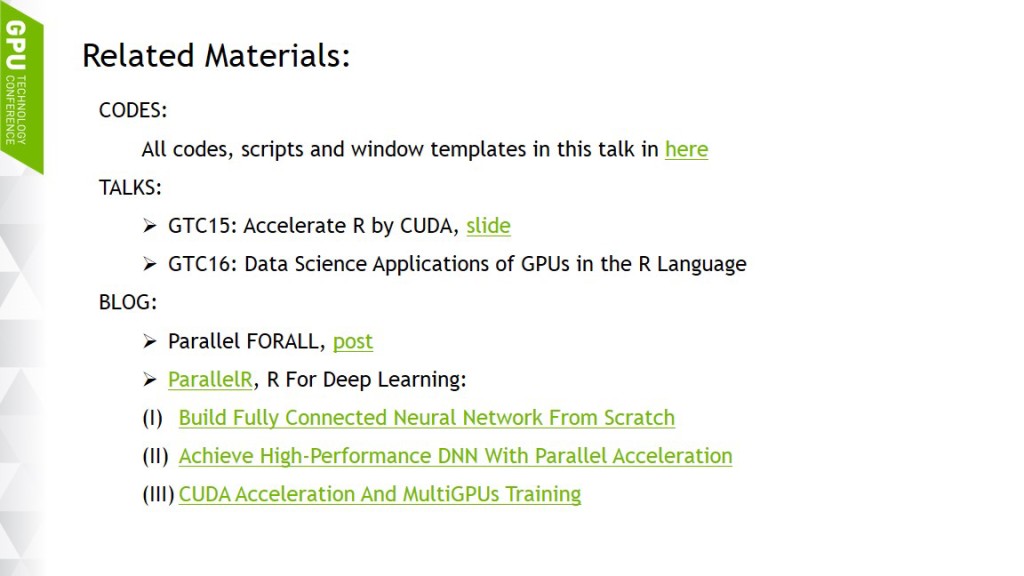 GPU TECHNOLOGY CONFERENCE
Related Materials:
CODES:
All codes, scripts and window templates in this talk in here
TALKS:
➢ GTC15: Accelerate R by CUDA, slide
➢ GTC16: Data Science Applications of GPUs in the R Language
BLOG:
➢ Parallel FORALL, post
➢ ParallelR, R For Deep Learning:
(I) Build Fully Connected Neural Network From Scratch
(II) Achieve High-Performance DNN With Parallel Acceleration
(III) CUDA Acceleration And MultiGPUs Training